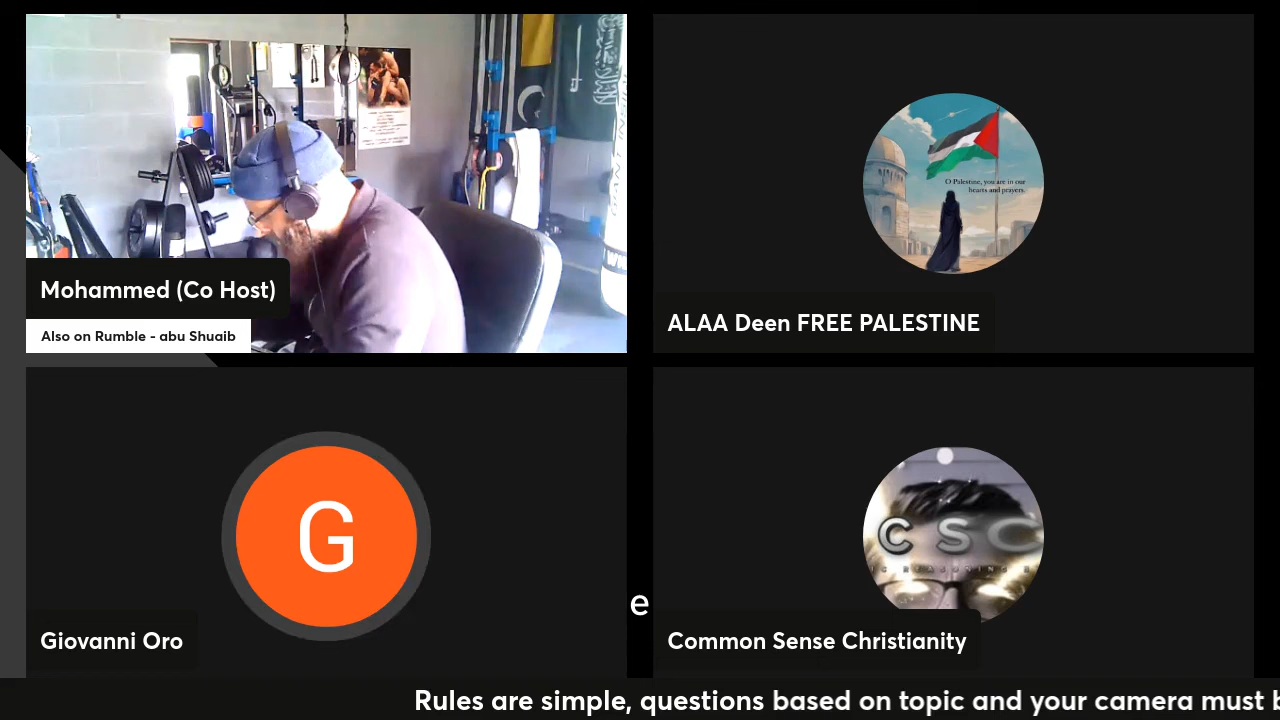 Mohammed (Co Host)
Also on Rumble - abu Shuaib
O Palestine, you are in our
hearts and prayers.
ALAA Deen FREE PALESTINE
G
Giovanni Oro
e
C S C
Common Sense Christianity
Rules are simple, questions based on topic and your camera must b